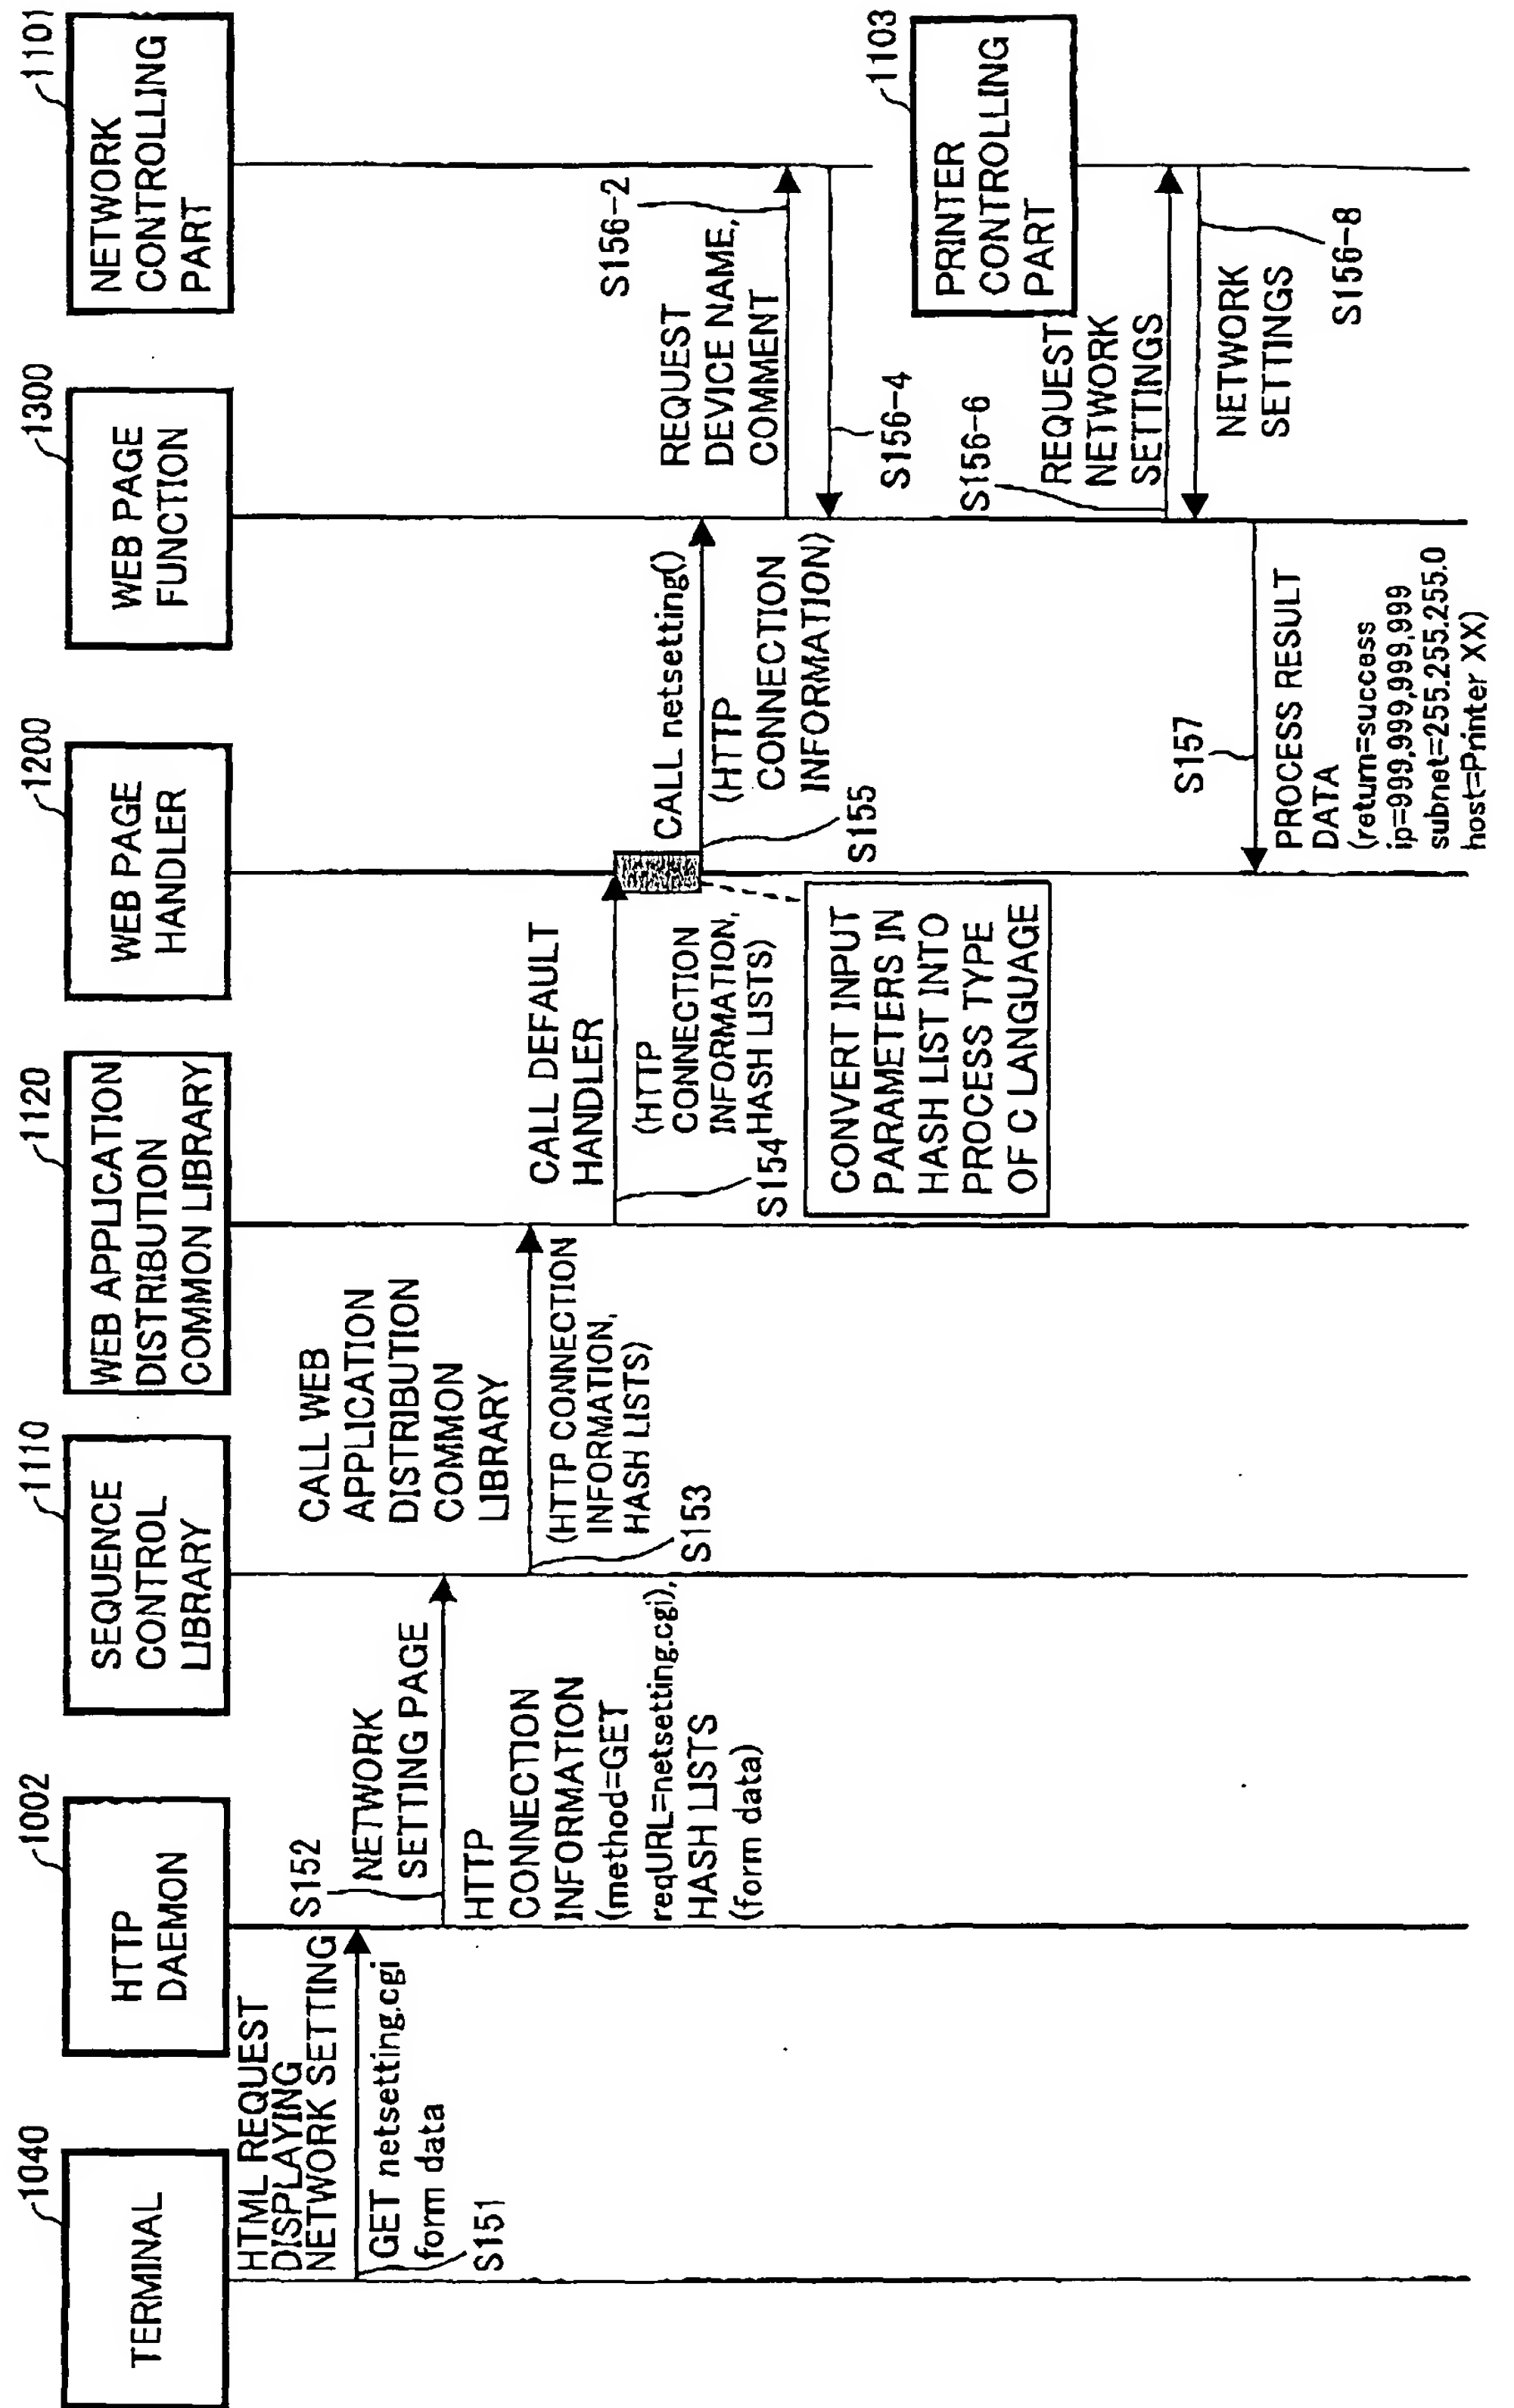 1040
TERMINAL
1002
HTTP
DAEMON
1110
SEQUENCE
CONTROL
LIBRARY
1120
WEB APPLICATION
DISTRIBUTION
COMMON LIBRARY
1200
WEB PAGE
HANDLER
1300
WEB PAGE
FUNCTION
1101
NETWORK
CONTROLLING
PART
HTML REQUEST
DISPLAYING
NETWORK SETTING
GET netsetting.cgi
form data
S151
S152
NETWORK
SETTING PAGE
HTTP
CONNECTION
INFORMATION
(method=GET
reqURL=netsetting.cgi),
HASH LISTS
(form data)
CALL WEB
APPLICATION
DISTRIBUTION
COMMON
LIBRARY
(HTTP CONNECTION
INFORMATION,
HASH LISTS)
S153
CALL DEFAULT
HANDLER
(HTTP
CONNECTION
INFORMATION,
HASH LISTS)
S154
CONVERT INPUT
PARAMETERS IN
HASH LIST INTO
PROCESS TYPE
OF C LANGUAGE
CALL netsetting()
(HTTP
CONNECTION
INFORMATION)
S155
S156-2
REQUEST
DEVICE NAME,
COMMENT
S156-4
1103
PRINTER
CONTROLLING
PART
S156-6
REQUEST
NETWORK
SETTINGS
NETWORK
SETTINGS
S156-8
S157
PROCESS RESULT
DATA
(return=success
ip=999,999,999,999
subnet=255.255.255.0
host=Printer XX)